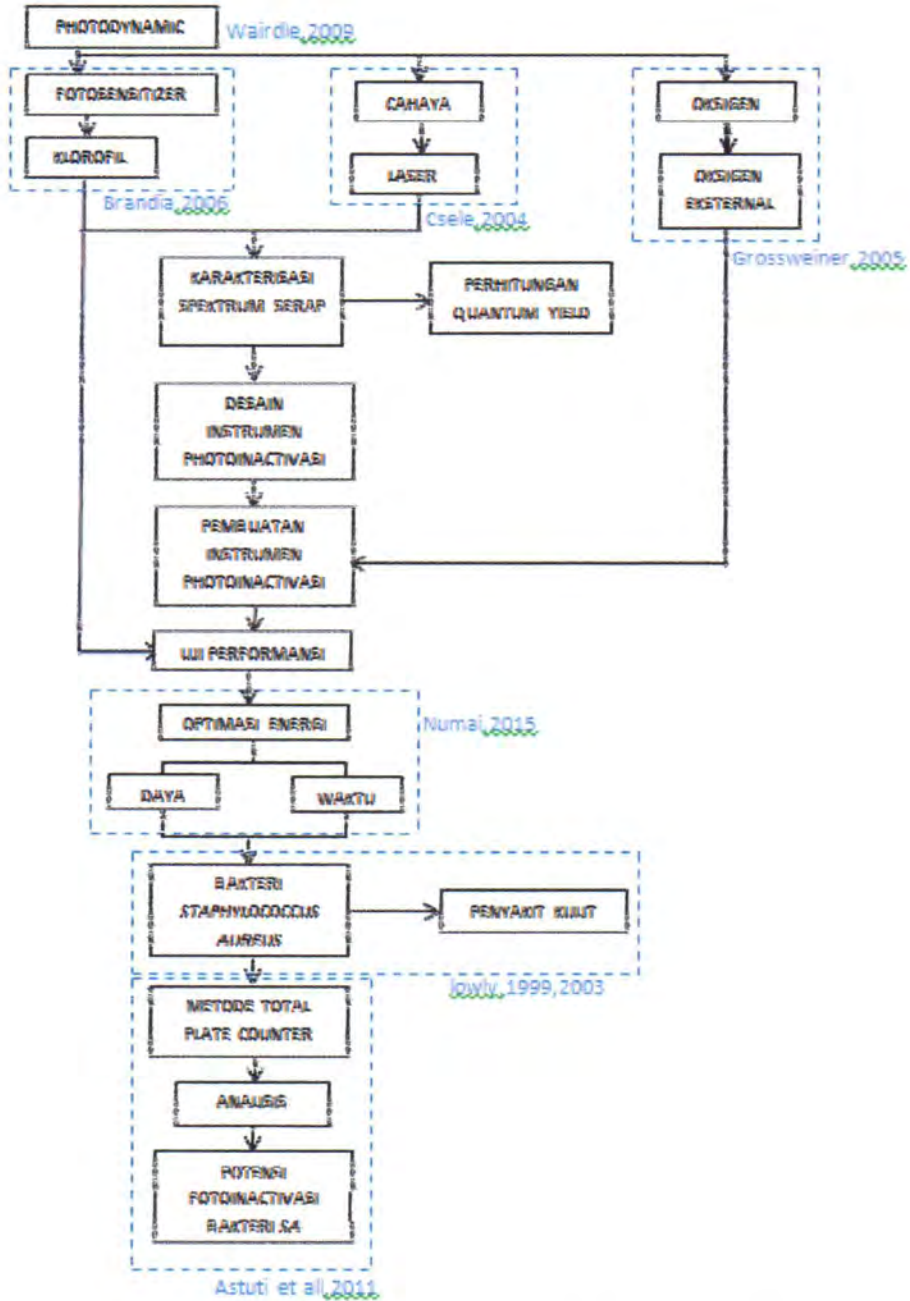 PHOTODYNAMIC
Wairdle,2009
FOTOSENSITIZER
KLOROFIL
Brandia,2006
CAHAYA
LASER
Csele,2004
OKSIGEN
OKSIGEN
EKSTERNAL
Grossweiner,2005
KARAKTERISASI
SPEKTRUM SERAP
PERHITUNGAN
QUANTUM YIELD
DESAIN
INSTRUMEN
PHOTOINACTIVASI
PEMBUATAN
INSTRUMEN
PHOTOINACTIVASI
UJI PERFORMANSI
OPTIMASI ENERGI
Numai,2015
DAYA
WAKTU
BAKTERI
STAPHYLOCOCCUS
AUREUS
PENYAKIT KULIT
Jowly, 1999,2003
METODE TOTAL
PLATE COUNTER
ANALISIS
POTENSI
FOTOINACTIVASI
BAKTERI SA
Astuti et all,2011